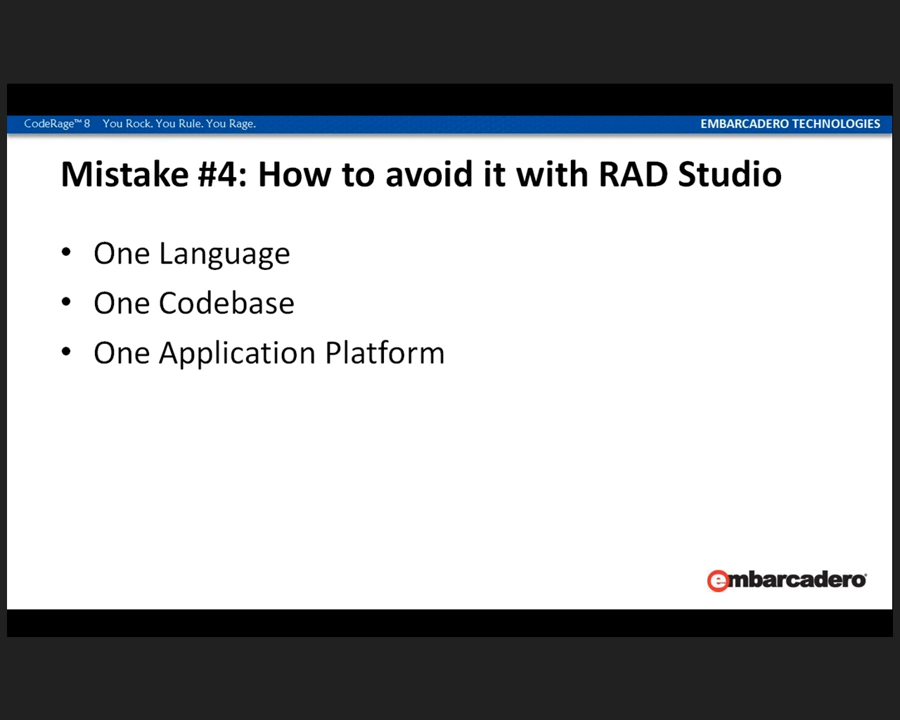 CodeRage™ 8 You Rock. You Rule. You Rage. EMBARCADERO TECHNOLOGIES
Mistake #4: How to avoid it with RAD Studio
• One Language
• One Codebase
• One Application Platform
embarcadero